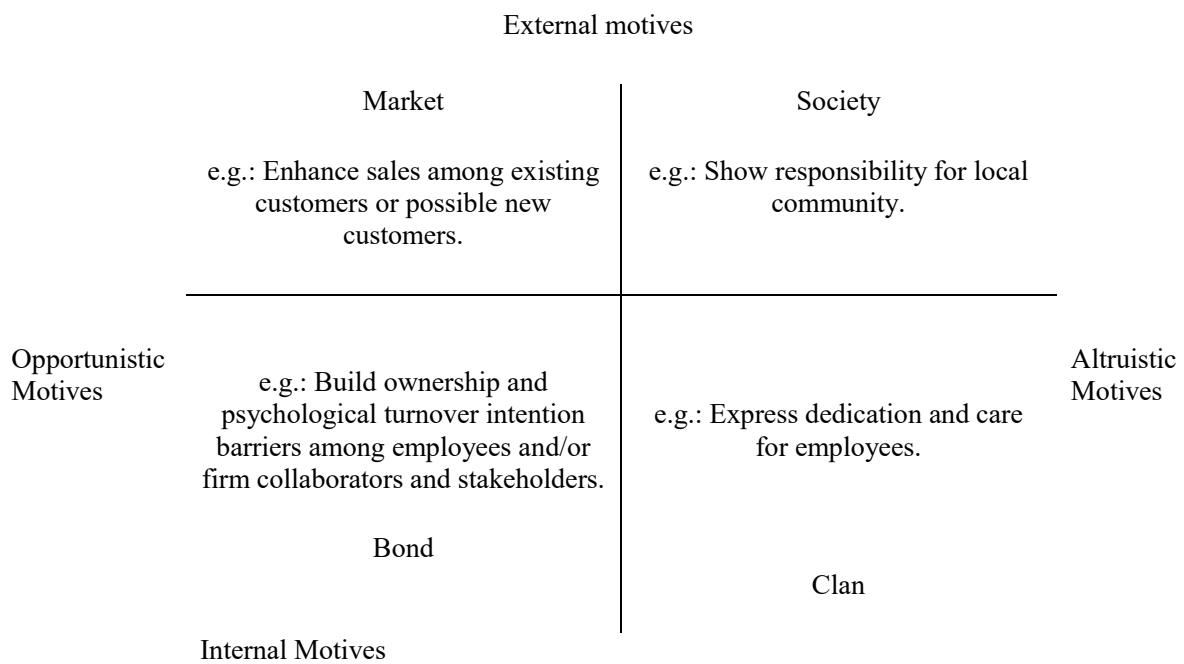 External motives
Market
Society
e.g.: Enhance sales among existing
customers or possible new
customers.
e.g.: Show responsibility for local
community.
Opportunistic
Motives
e.g.: Build ownership and
psychological turnover intention
barriers among employees and/or
firm collaborators and stakeholders.
e.g.: Express dedication and care
for employees.
Altruistic
Motives
Bond
Clan
Internal Motives